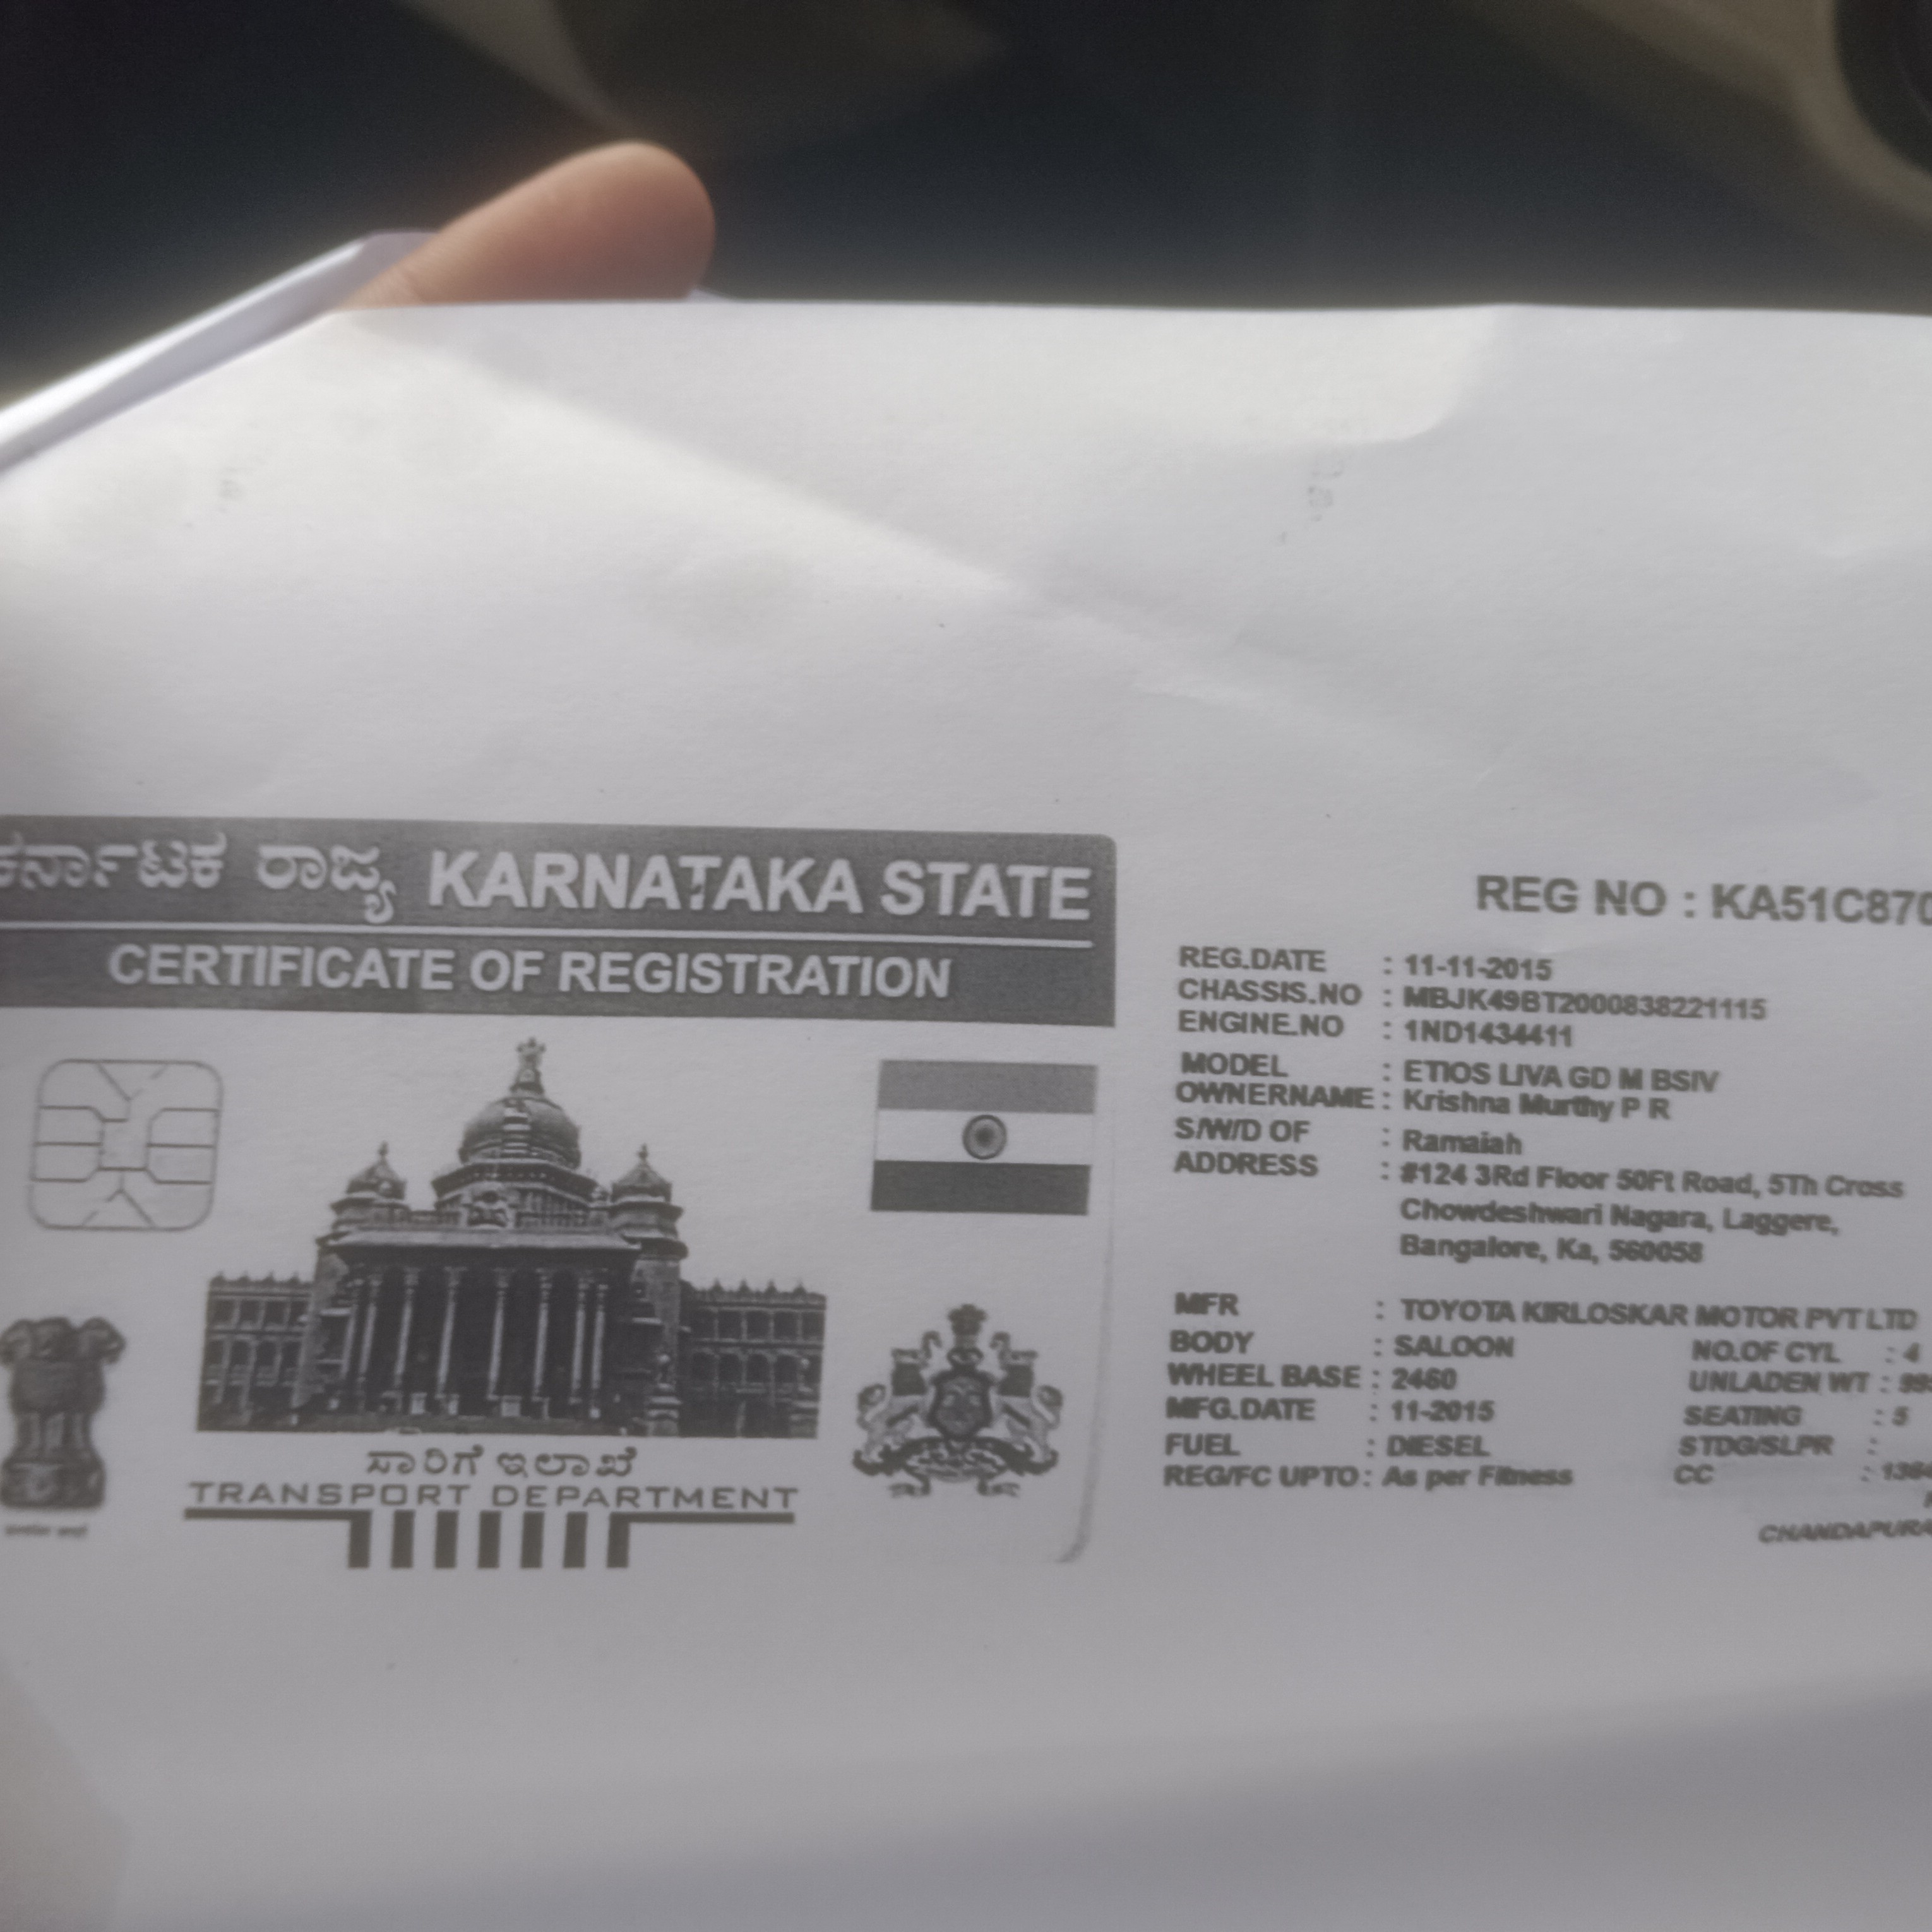 ಕರ್ನಾಟಕ ರಾಜ್ಯ KARNATAKA STATE
CERTIFICATE OF REGISTRATION
ಸಾರಿಗೆ ಇಲಾಖೆ
TRANSPORT DEPARTMENT
REG NO : KA51C870
REG.DATE : 11-11-2015
CHASSIS.NO : MBJK49BT2000838221115
ENGINE.NO : 1ND1434411
MODEL : ETIOS LIVA GD M BSIV
OWNERNAME : Krishna Murthy P R
S/W/D OF : Ramaiah
ADDRESS : #124 3Rd Floor 50Ft Road, 5Th Cross
Chowdeshwari Nagara, Laggere,
Bangalore, Ka, 560058
MFR : TOYOTA KIRLOSKAR MOTOR PVT LTD
BODY : SALOON NO.OF CYL : 4
WHEEL BASE : 2460 UNLADEN WT :
MFG.DATE : 11-2015 SEATING : 5
FUEL : DIESEL STDG/SLPR :
REG/FC UPTO : As per Fitness CC : 136
CHANDAPURA